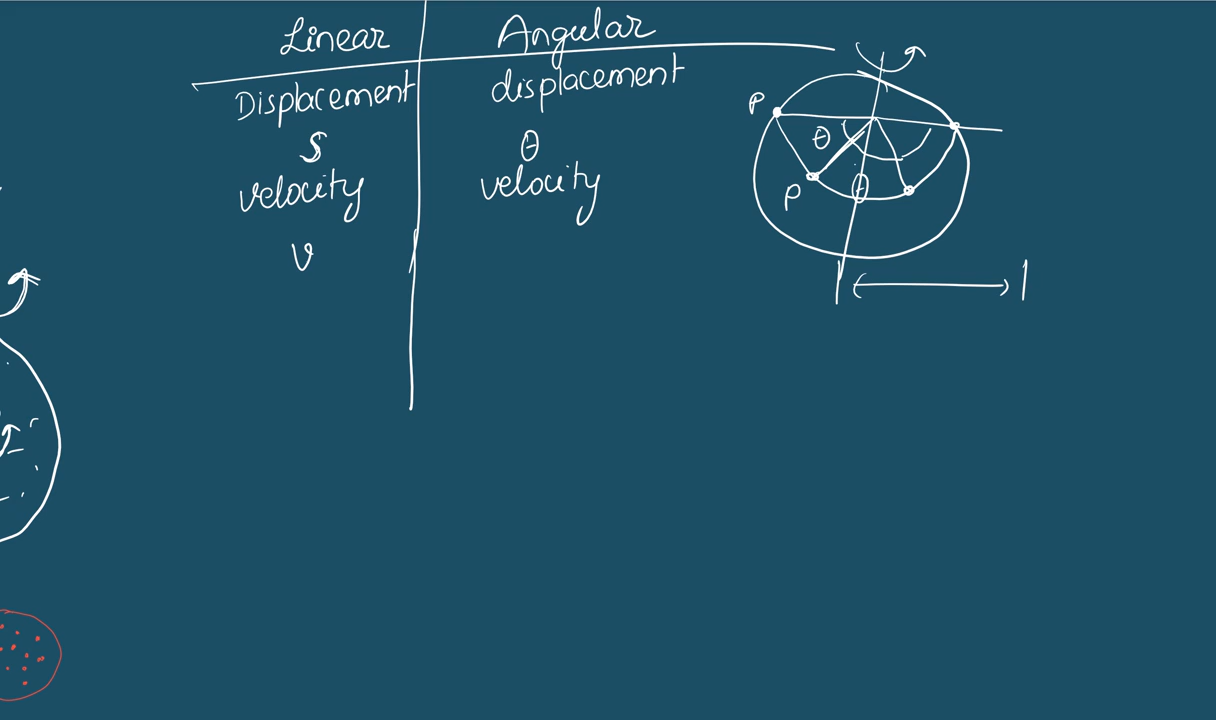 Linear Angular
Displacement displacement
S θ
velocity velocity
v
P
θ
P θ